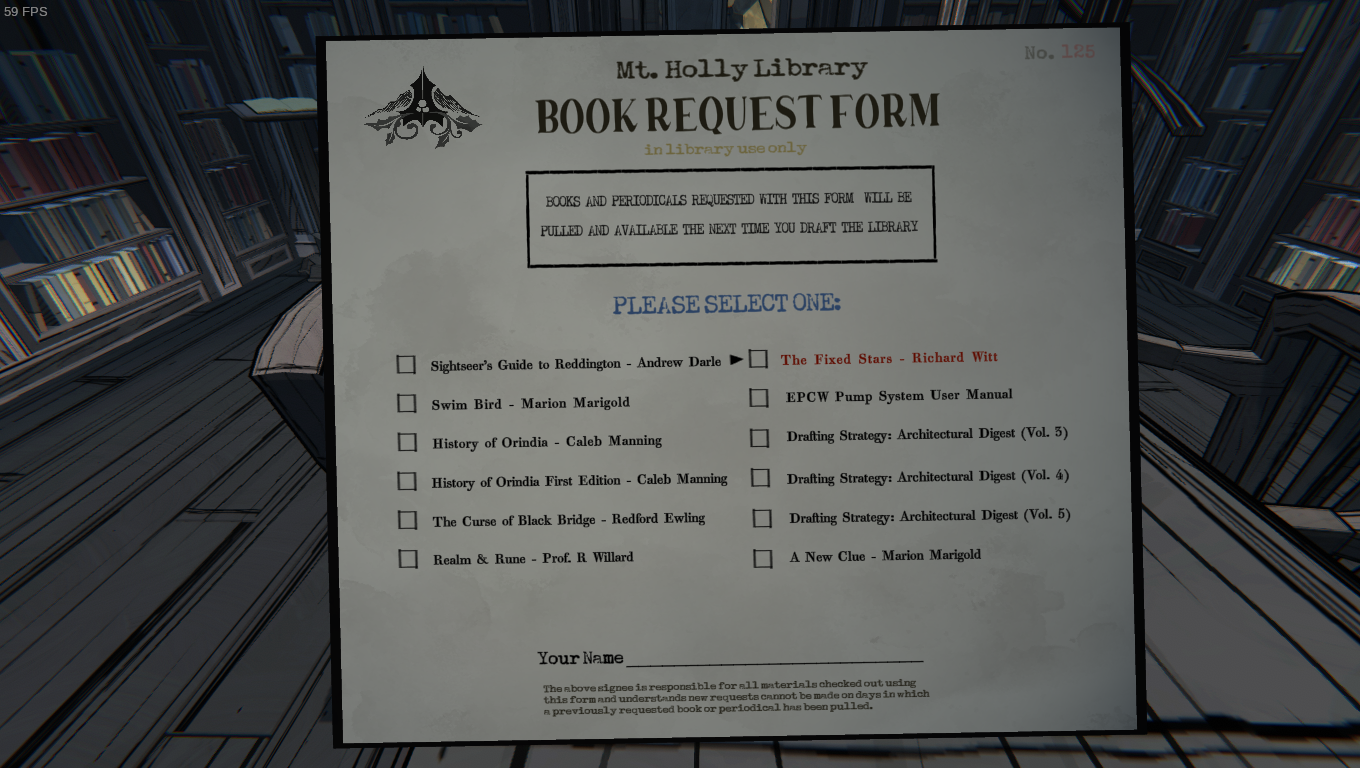 59 FPS
No. 125
Mt. Holly Library
BOOK REQUEST FORM
in library use only
BOOKS AND PERIODICALS REQUESTED WITH THIS FORM WILL BE
PULLED AND AVAILABLE THE NEXT TIME YOU DRAFT THE LIBRARY
PLEASE SELECT ONE:
Sightseer's Guide to Reddington - Andrew Darle
Swim Bird - Marion Marigold
History of Orindia - Caleb Manning
History of Orindia First Edition - Caleb Manning
The Curse of Black Bridge - Redford Ewling
Realm & Rune - Prof. R Willard
The Fixed Stars - Richard Witt
EPCW Pump System User Manual
Drafting Strategy: Architectural Digest (Vol. 3)
Drafting Strategy: Architectural Digest (Vol. 4)
Drafting Strategy: Architectural Digest (Vol. 5)
A New Clue - Marion Marigold
Your Name
The above signee is responsible for all materials checked out using
this form and understands new requests cannot be made on days in which
a previously requested book or periodical has been pulled.